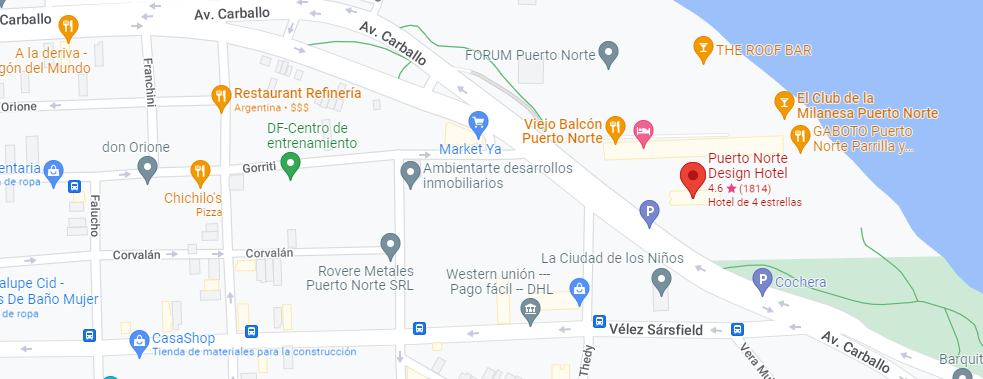 Carballo
Av. Carballo
Av. Carballo
A la deriva -
gón del Mundo
FORUM Puerto Norte
THE ROOF BAR
Franchini
Orione
Restaurant Refinería
Argentina • $$$
El Club de la
Milanesa Puerto Norte
Viejo Balcón
Puerto Norte
GABOTO Puerto
Norte Parrilla y...
DF-Centro de
entrenamiento
Market Ya
don Orione
Gorriti
Ambientarte desarrollos
inmobiliarios
Puerto Norte
Design Hotel
4.6 ★ (1814)
Hotel de 4 estrellas
entaria
a de ropa
Chichilo's
Pizza
Falucho
P
Corvalán
Corvalán
Rovere Metales
Puerto Norte SRL
La Ciudad de los Niños
Western unión ---
Pago fácil -- DHL
P
Cochera
alupe Cid -
s De Baño Mujer
de ropa
CasaShop
Tienda de materiales para la construcción
Vélez Sársfield
Thedy
Vera Mú
Av. Carballo
Barquit